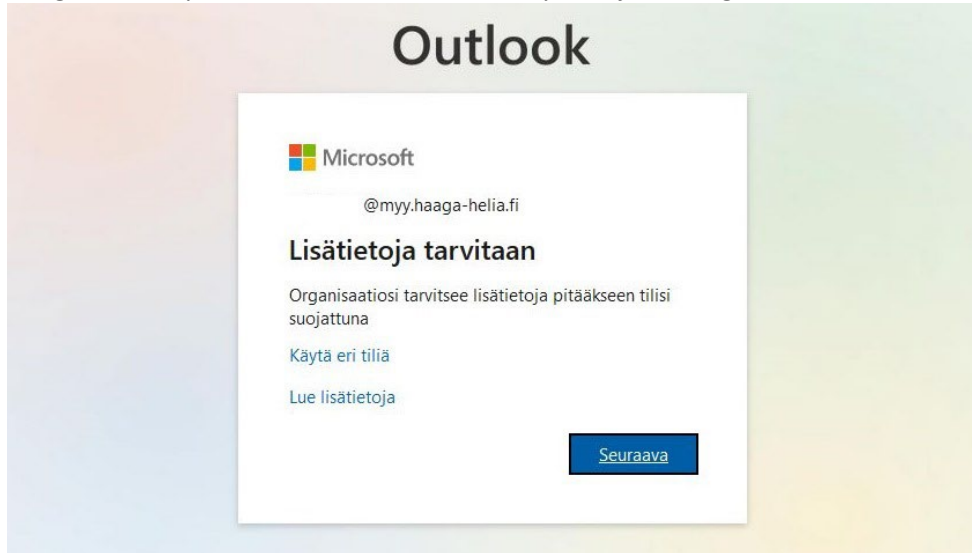 Outlook
Microsoft
@myy.haaga-helia.fi
Lisätietoja tarvitaan
Organisaatiosi tarvitsee lisätietoja pitääkseen tilisi
suojattuna
Käytä eri tiliä
Lue lisätietoja
Seuraava